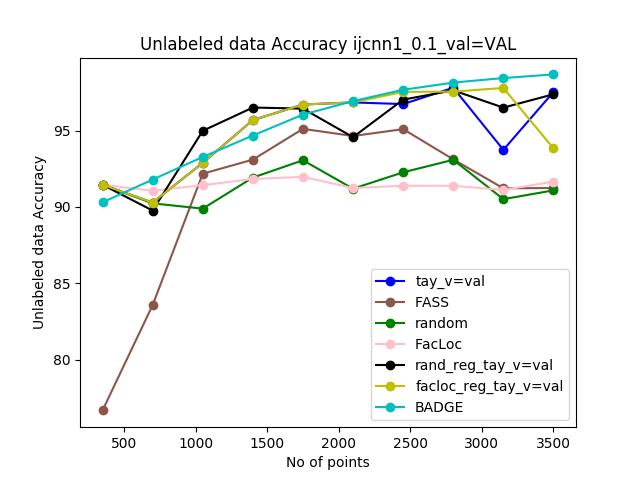 Unlabeled data Accuracy ijcnn1_0.1_val=VAL
Unlabeled data Accuracy
95
90
85
80
tay_v=val
FASS
random
FacLoc
rand_reg_tay_v=val
facloc_reg_tay_v=val
BADGE
500 1000 1500 2000 2500 3000 3500
No of points